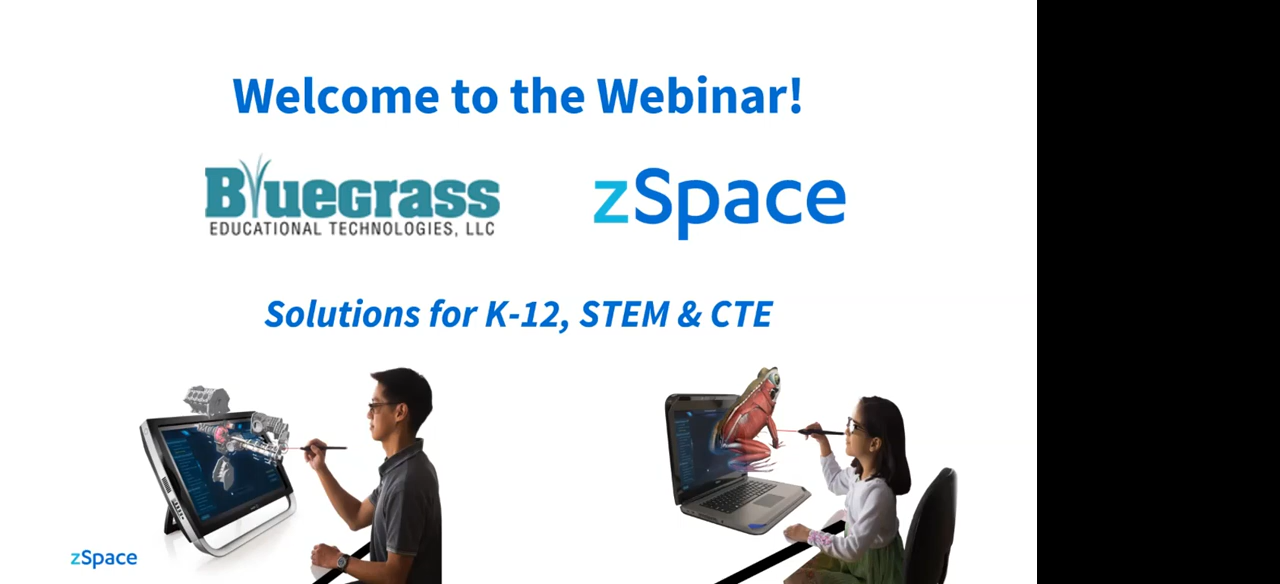 Welcome to the Webinar!
Bluegrass
EDUCATIONAL TECHNOLOGIES, LLC
zSpace
Solutions for K-12, STEM & CTE
zSpace